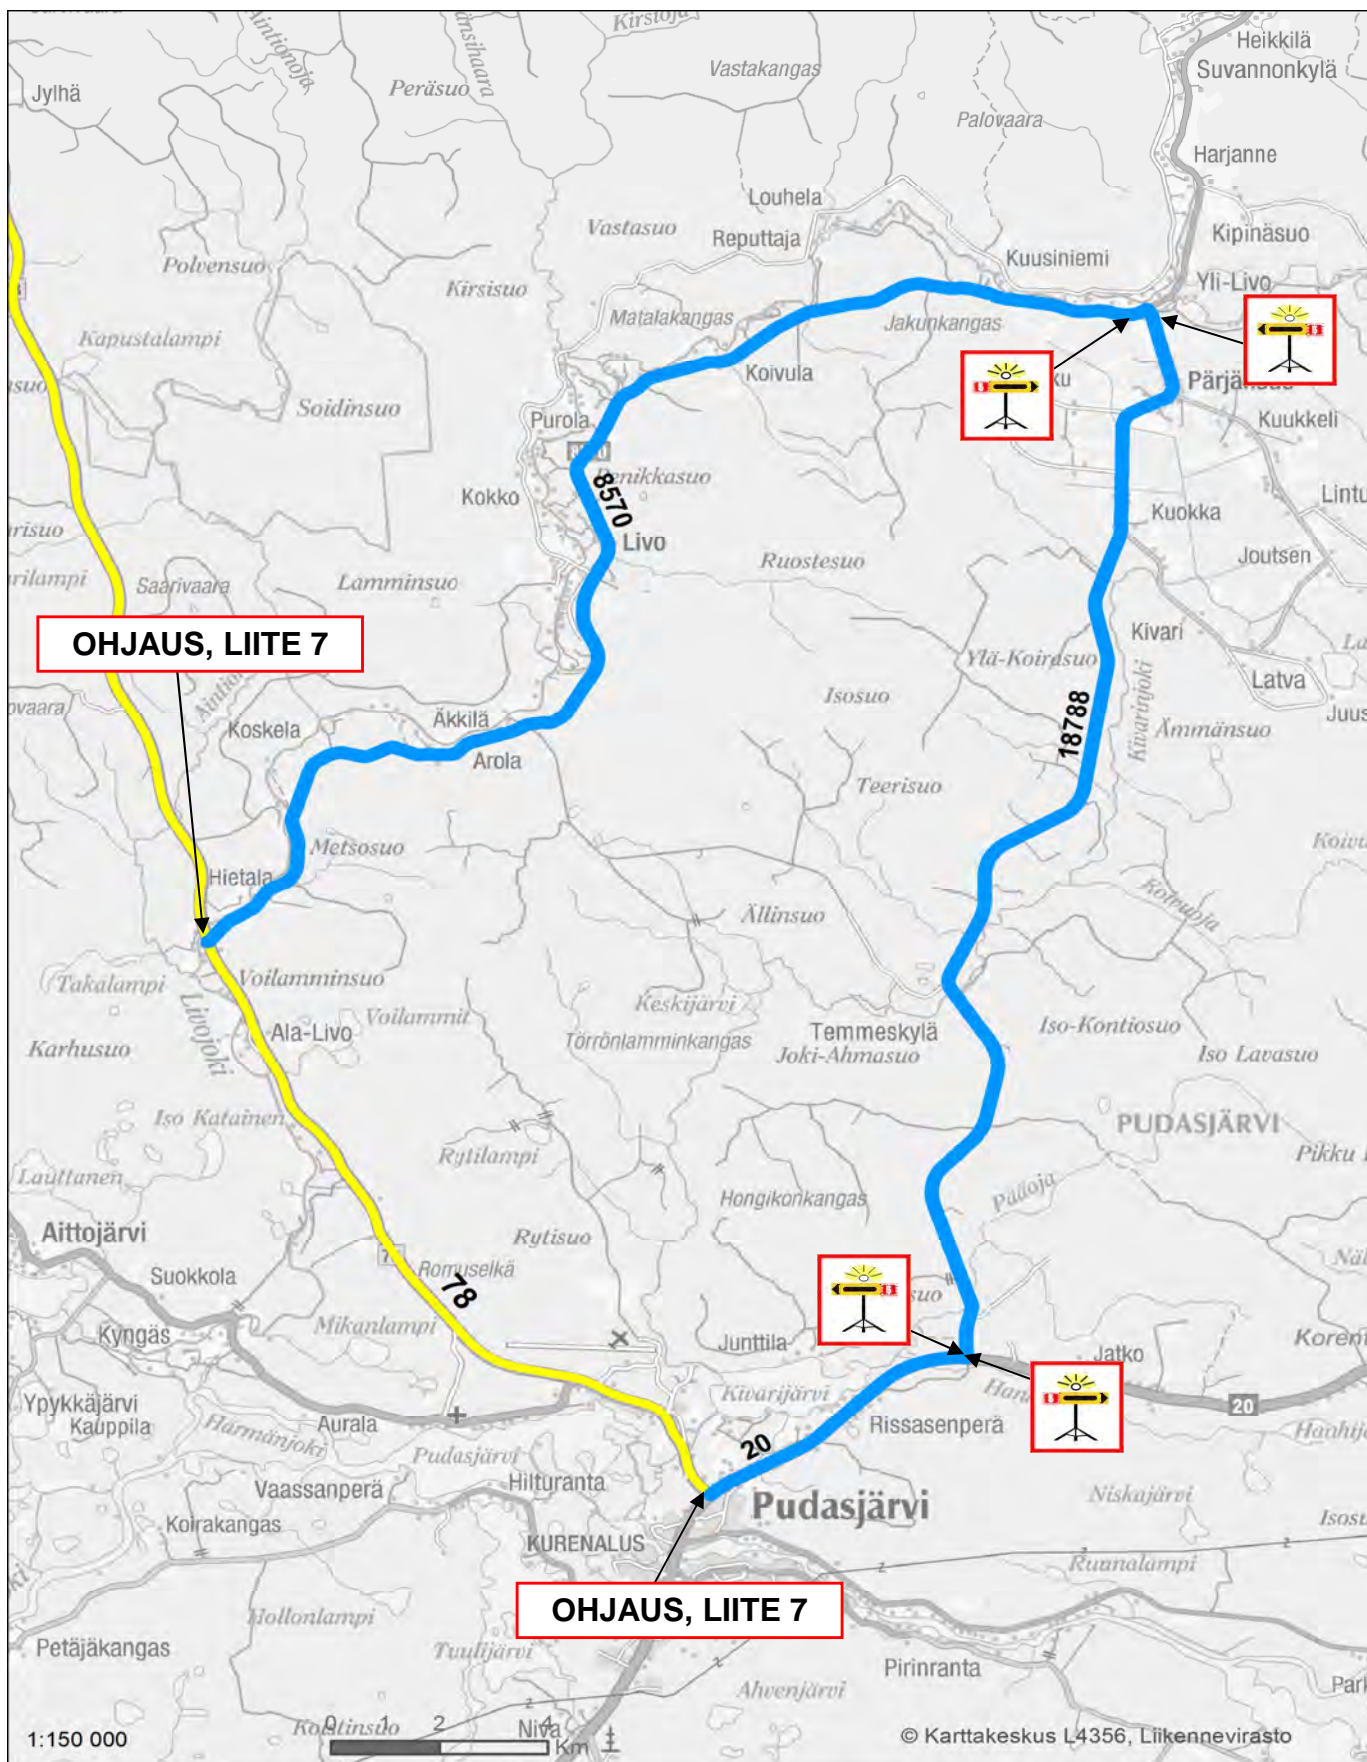 Kirstoja
Heikkilä
Suvannonkylä
Vastakangas
Peräsuo
Jylhä
Palovaara
Harjanne
Louhela
Vastasuo
Reputtaja
Kipinäsuo
Kuusiniemi
Polvensuo
Kirsisuo
Yli-Livo
Matalakangas
Jakunkangas
Kapustalampi
Koivula
Soidinsuo
Purola
Kuukkeli
Kokko
8570
Livo
Kuokka
Ruostesuo
Joutsen
Saarivaara
Lamminsuo
OHJAUS, LIITE 7
Kivari
Ylä-Koirasuo
Latva
Isosuo
Äkkilä
Koskela
18788
Kivarinjoki
Ämmänsuo
Arola
Teerisuo
Metsosuo
Hietala
Ällinsuo
Takalampi
Voilamminsuo
Livojoki
Voilammit
Keskijärvi
Ala-Livo
Temmeskylä
Iso-Kontiosuo
Karhusuo
Törrönlamminkangas
Joki-Ahmasuo
Iso Lavasuo
Iso Katainen
PUDASJÄRVI
Rytilampi
Lauttanen
Hongikonkangas
Aittojärvi
Rytisuo
Suokkola
Romuselkä
78
Mikanlampi
Kyngäs
Junttila
Jatko
Ypykkäjärvi
Kauppila
Kivarijärvi
20
Aurala
Rissasenperä
Pudasjärvi
20
Vaassanperä
Hilturanta
Pudasjärvi
Niskajärvi
Koirakangas
KURENALUS
OHJAUS, LIITE 7
Hollonlampi
Petäjäkangas
Tuulijärvi
Pirinranta
Ahvenjärvi
1:150 000
0 1 2 4
Km
Niva
© Karttakeskus L4356, Liikennevirasto